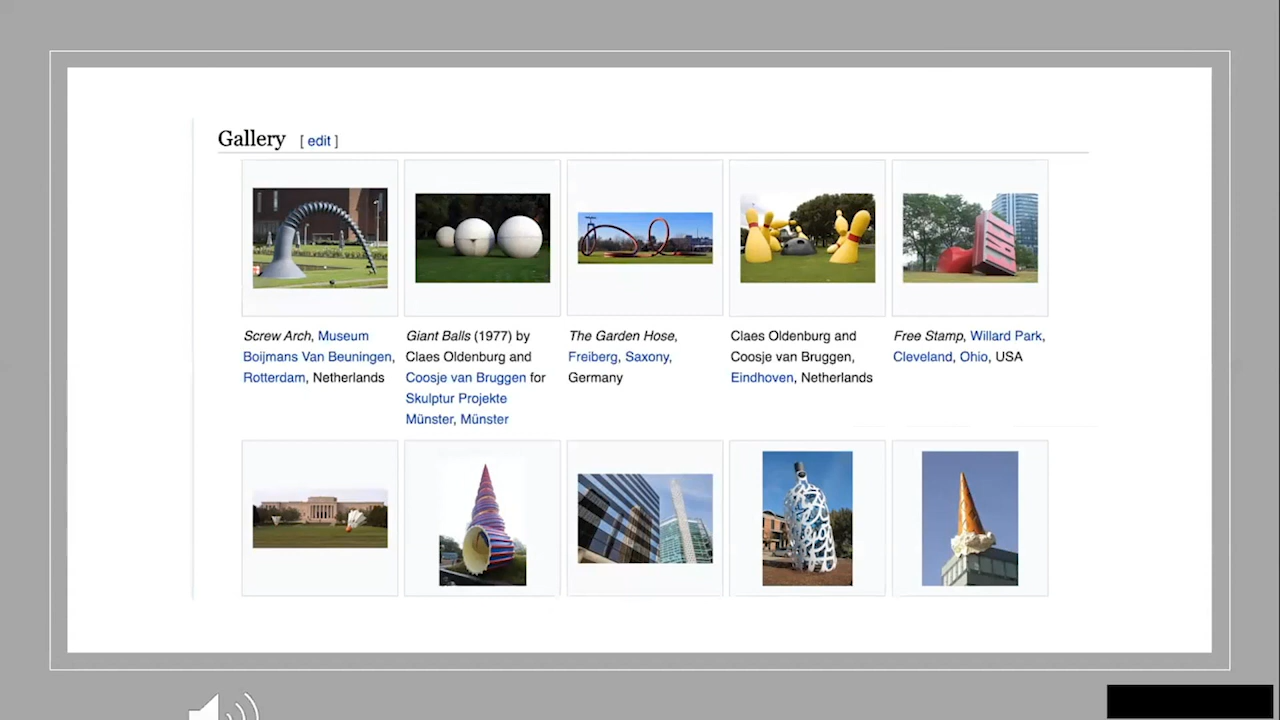 Gallery [ edit ]
Screw Arch, Museum
Boijmans Van Beuningen,
Rotterdam, Netherlands
Giant Balls (1977) by
Claes Oldenburg and
Coosje van Bruggen for
Skulptur Projekte
Münster, Münster
The Garden Hose,
Freiberg, Saxony,
Germany
Claes Oldenburg and
Coosje van Bruggen,
Eindhoven, Netherlands
Free Stamp, Willard Park,
Cleveland, Ohio, USA